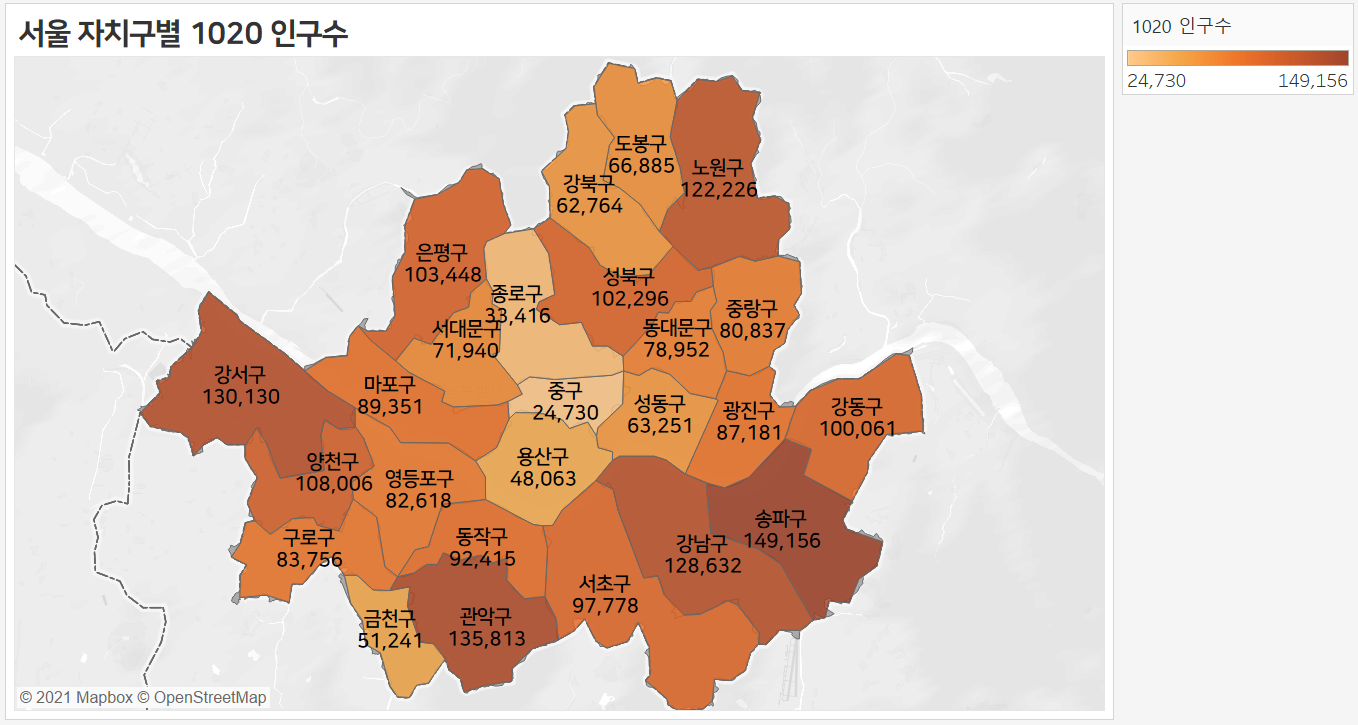 서울 자치구별 1020 인구수
1020 인구수
24,730 149,156
도봉구
66,885
노원구
122,226
강북구
62,764
은평구
103,448
성북구
102,296
종로구
33,416
중랑구
80,837
서대문구
71,940
동대문구
78,952
강서구
130,130
마포구
89,351
중구
24,730
성동구
63,251
광진구
87,181
강동구
100,061
양천구
108,006
영등포구
82,618
용산구
48,063
송파구
149,156
구로구
83,756
동작구
92,415
강남구
128,632
서초구
97,778
금천구
51,241
관악구
135,813
© 2021 Mapbox © OpenStreetMap